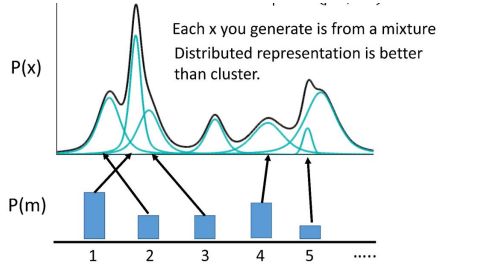 Each x you generate is from a mixture
Distributed representation is better
than cluster.
P(x)
P(m)
1 2 3 4 5 .....